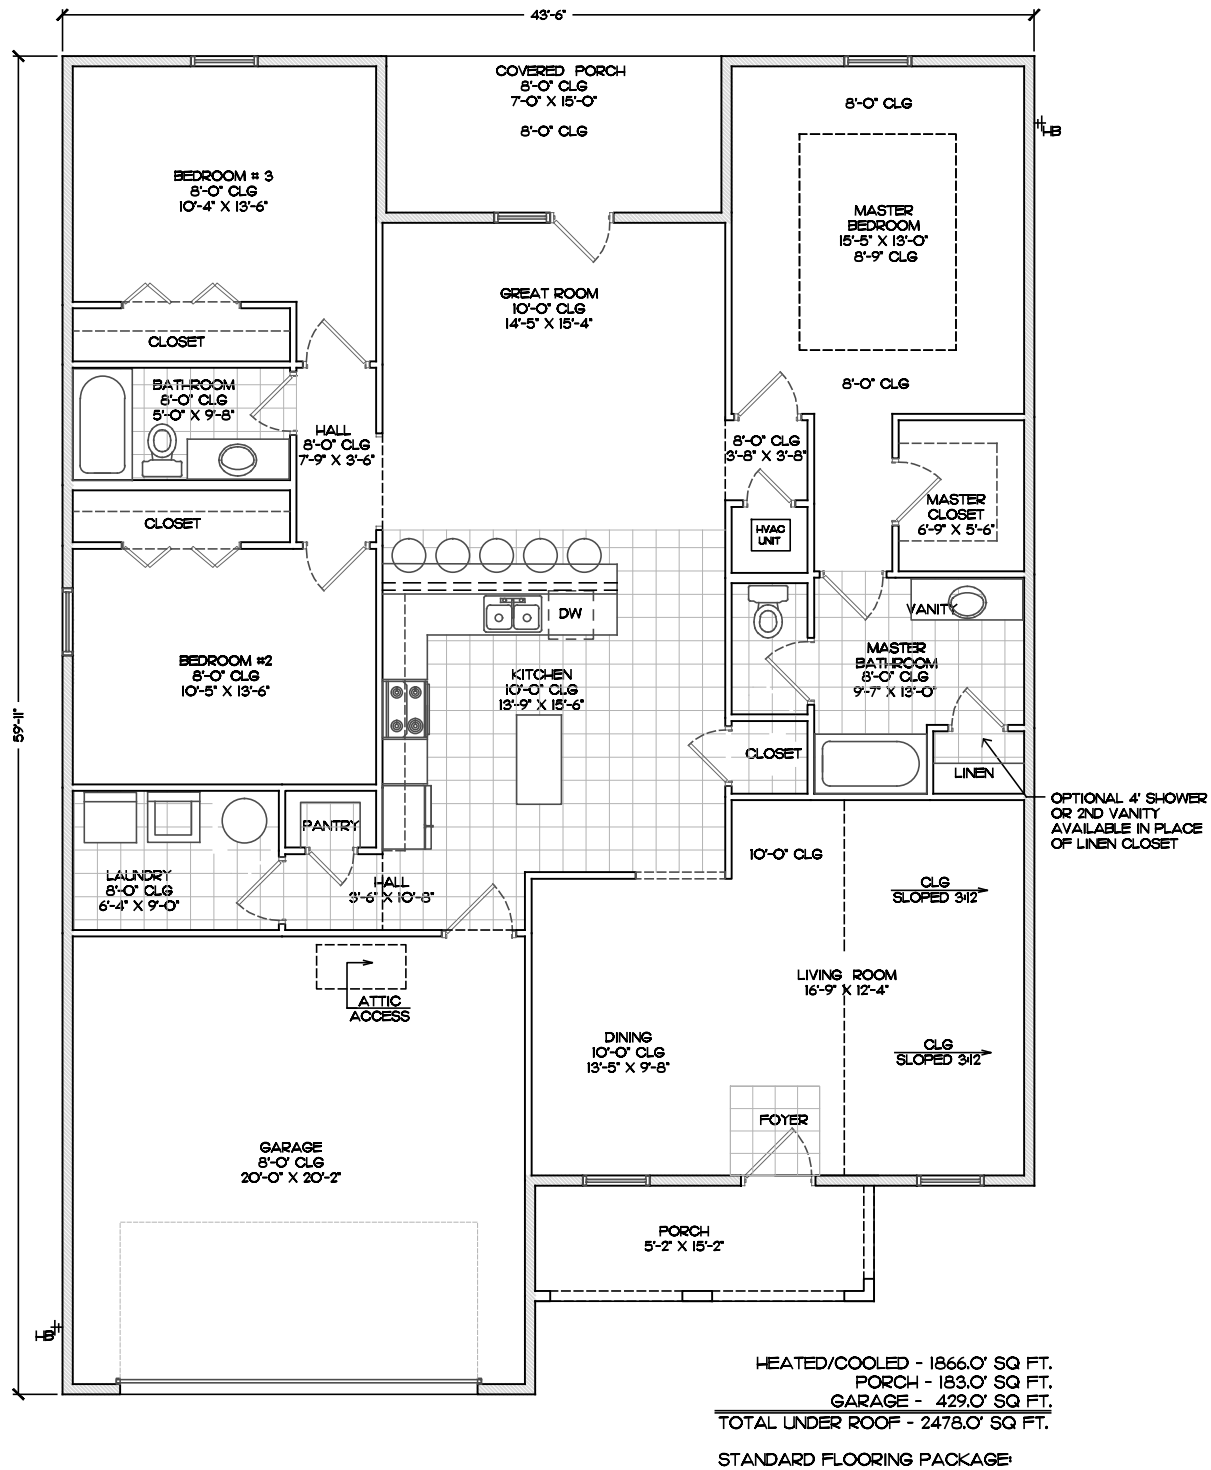 43'-6"
COVERED PORCH
8'-0" CLG
7'-0" X 15'-0"
8'-0" CLG
8'-0" CLG
HB
BEDROOM # 3
8'-0" CLG
10'-4" X 13'-6"
MASTER
BEDROOM
15'-5" X 13'-0"
8'-9" CLG
GREAT ROOM
10'-0" CLG
14'-5" X 15'-4"
CLOSET
8'-0" CLG
BATHROOM
8'-0" CLG
5'-0" X 9'-8"
HALL
8'-0" CLG
7'-9" X 3'-6"
8'-0" CLG
3'-8" X 3'-8"
MASTER
CLOSET
6'-9" X 5'-6"
CLOSET
HVAC
UNIT
DW
VANITY
BEDROOM #2
8'-0" CLG
10'-5" X 13'-6"
KITCHEN
10'-0" CLG
13'-9" X 15'-6"
MASTER
BATHROOM
8'-0" CLG
9'-7" X 13'-0"
59'-11"
CLOSET
LINEN
OPTIONAL 4' SHOWER
OR 2ND VANITY
AVAILABLE IN PLACE
OF LINEN CLOSET
PANTRY
10'-0" CLG
LAUNDRY
8'-0" CLG
6'-4" X 9'-0"
HALL
3'-6" X 10'-8"
CLG
SLOPED 3:12
LIVING ROOM
16'-9" X 12'-4"
ATTIC
ACCESS
DINING
10'-0" CLG
13'-5" X 9'-8"
CLG
SLOPED 3:12
FOYER
GARAGE
8'-0' CLG
20'-0" X 20'-2"
PORCH
5'-2" X 15'-2"
HB
HEATED/COOLED - 1866.0' SQ FT.
PORCH - 183.0' SQ FT.
GARAGE - 429.0' SQ FT.
TOTAL UNDER ROOF - 2478.0' SQ FT.
STANDARD FLOORING PACKAGE: